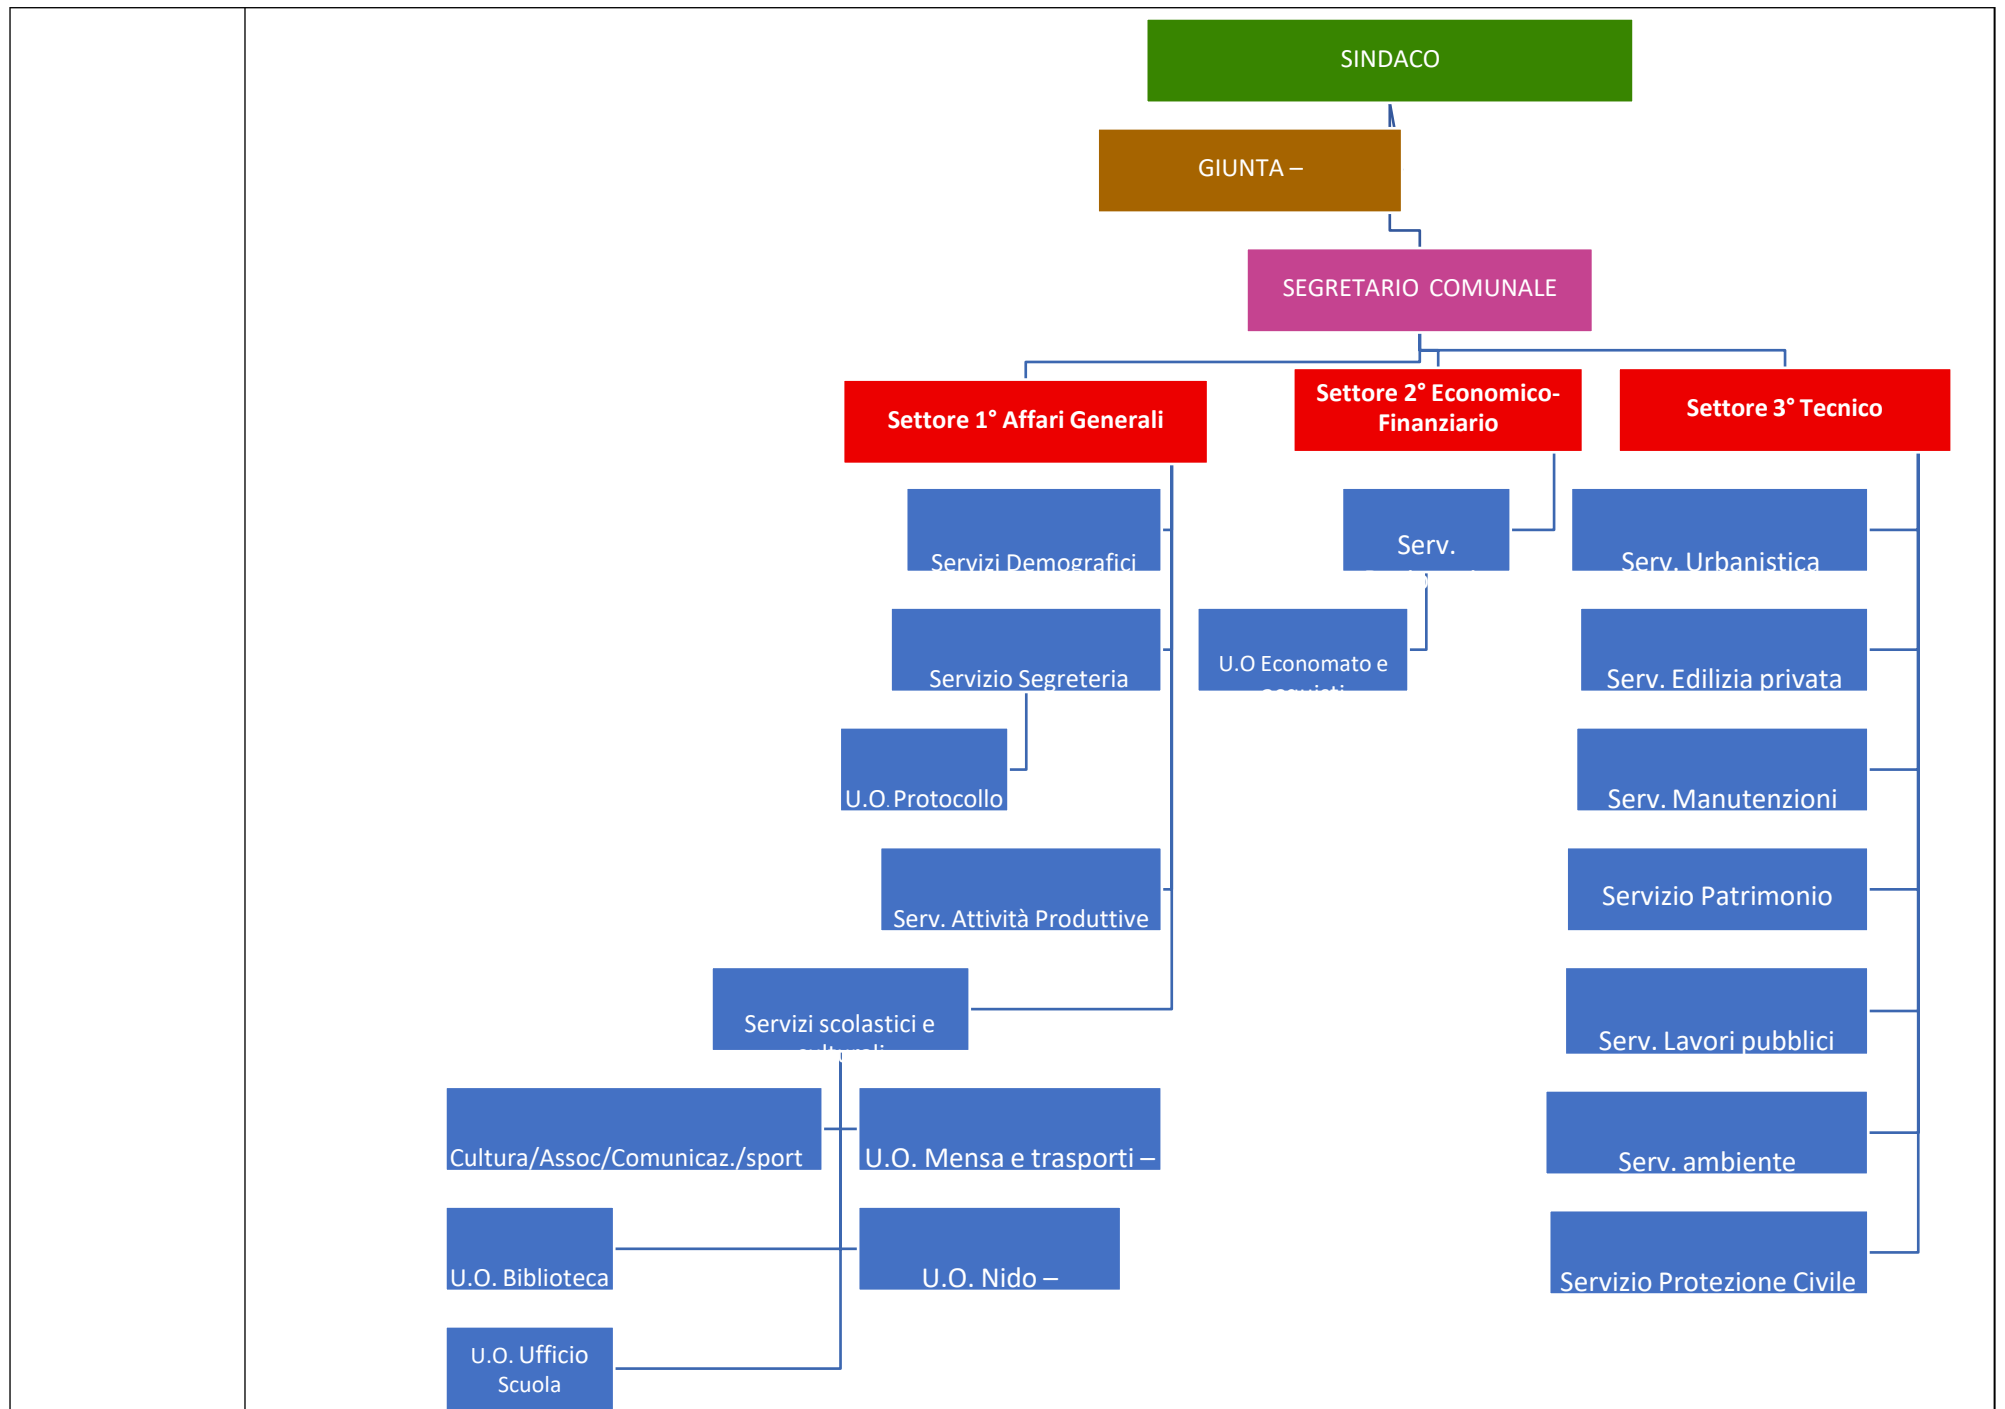 SINDACO
GIUNTA –
SEGRETARIO COMUNALE
Settore 1° Affari Generali
Settore 2° Economico-
Finanziario
Settore 3° Tecnico
Servizi Demografici
Serv.
Serv. Urbanistica
Servizio Segreteria
U.O Economato e
acquisti
Serv. Edilizia privata
U.O. Protocollo
Serv. Manutenzioni
Serv. Attività Produttive
Servizio Patrimonio
Servizi scolastici e
culturali
Serv. Lavori pubblici
Cultura/Assoc/Comunicaz./sport
U.O. Mensa e trasporti –
Serv. ambiente
U.O. Biblioteca
U.O. Nido –
Servizio Protezione Civile
U.O. Ufficio
Scuola